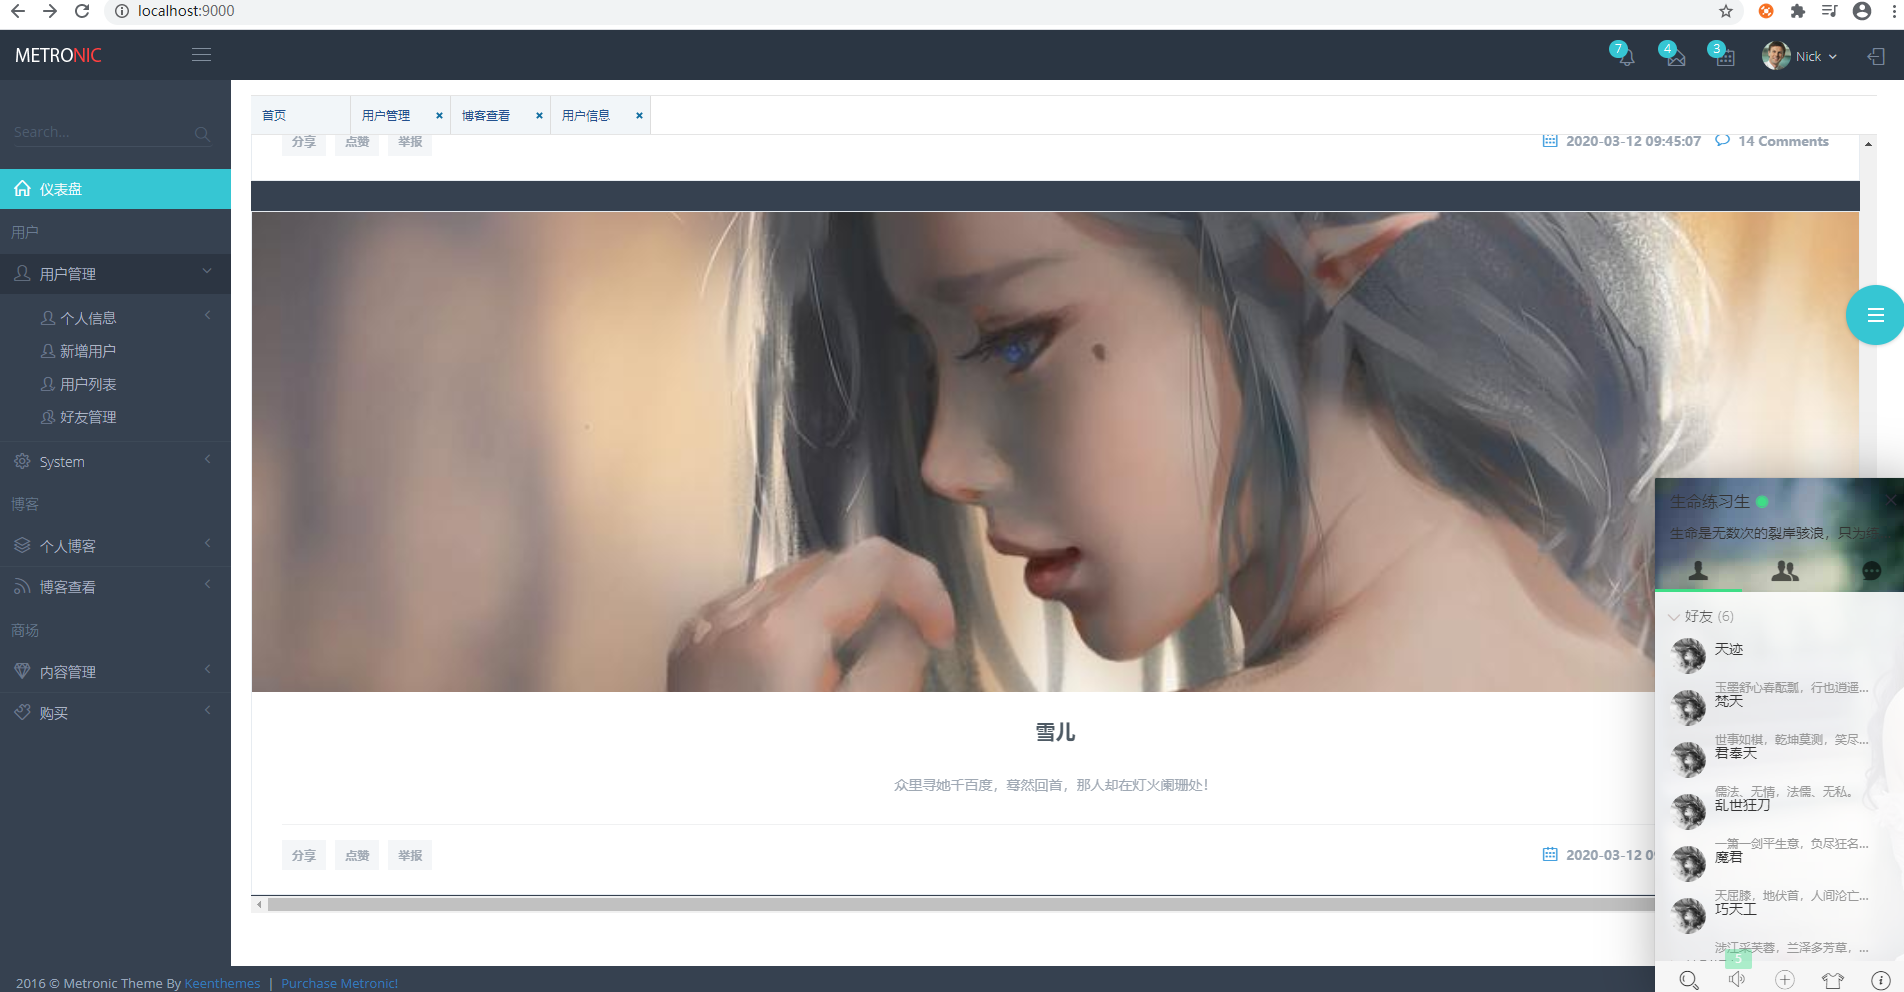 localhost:9000
METRONIC
7
4
3
Nick
Search...
仪表盘
用户
用户管理
个人信息
新增用户
用户列表
好友管理
System
博客
个人博客
博客查看
商场
内容管理
购买
首页
用户管理 ×
博客查看 ×
用户信息 ×
分享 点赞 举报
2020-03-12 09:45:07 14 Comments
雪儿
众里寻她千百度，蓦然回首，那人却在灯火阑珊处！
分享 点赞 举报
2020-03-12 0
生命练习生
生命是无数次的裂岸骇浪，只为
好友 (6)
天迹
玉墨舒心春酝瓢，行也逍遥...
梵天
世事如棋，乾坤莫测，笑尽...
君奉天
儒法、无情，法儒、无私。
乱世狂刀
一箫一剑平生意，负尽狂名...
魔君
天屈膝，地伏首，人间沦亡...
巧天工
涉江采芙蓉，兰泽多芳草，...
5
2016 © Metronic Theme By Keenthemes | Purchase Metronic!